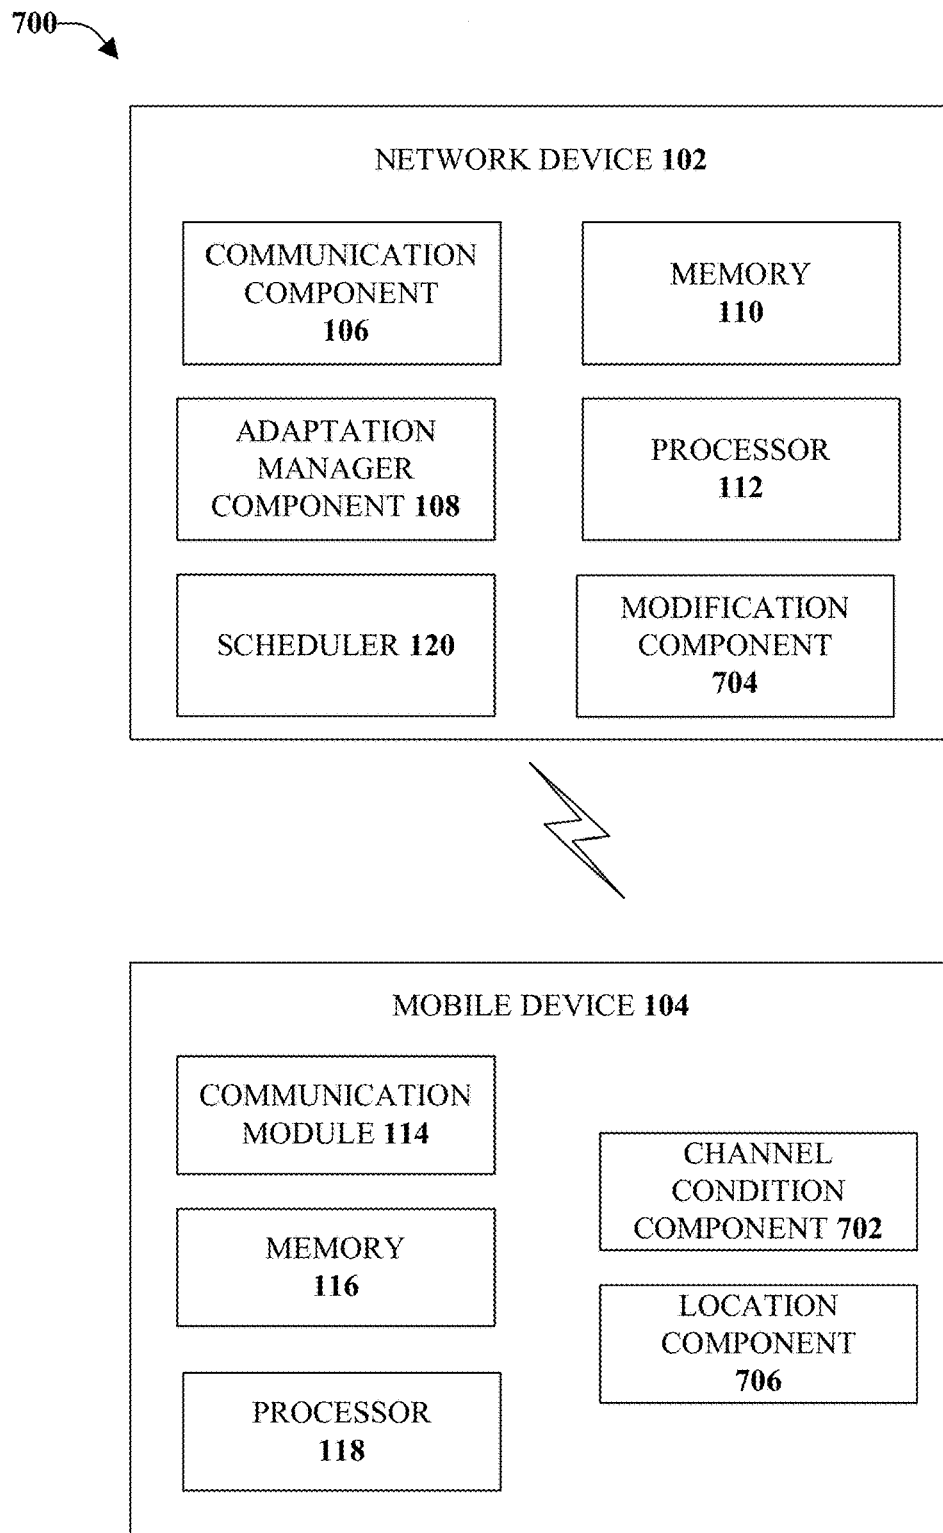 700
NETWORK DEVICE 102
COMMUNICATION
COMPONENT
106
MEMORY
110
ADAPTATION
MANAGER
COMPONENT 108
PROCESSOR
112
SCHEDULER 120
MODIFICATION
COMPONENT
704
MOBILE DEVICE 104
COMMUNICATION
MODULE 114
CHANNEL
CONDITION
COMPONENT 702
MEMORY
116
LOCATION
COMPONENT
706
PROCESSOR
118